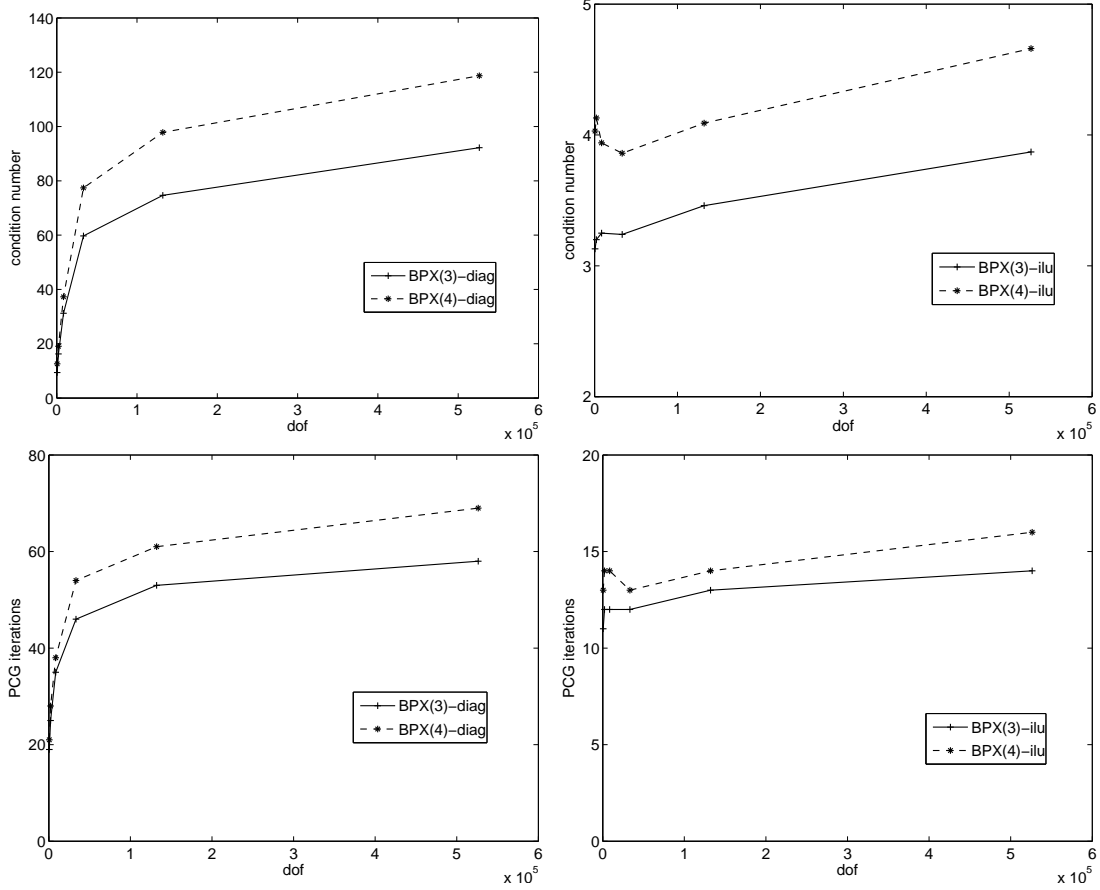 140
120
100
80
60
40
20
0
condition number
BPX(3)−diag
BPX(4)−diag
0 1 2 3 4 5 6
dof
x 10^5
5
4
3
2
condition number
BPX(3)−ilu
BPX(4)−ilu
0 1 2 3 4 5 6
dof
x 10^5
80
60
40
20
0
PCG iterations
BPX(3)−diag
BPX(4)−diag
0 1 2 3 4 5 6
dof
x 10^5
20
15
10
5
0
PCG iterations
BPX(3)−ilu
BPX(4)−ilu
0 1 2 3 4 5 6
dof
x 10^5